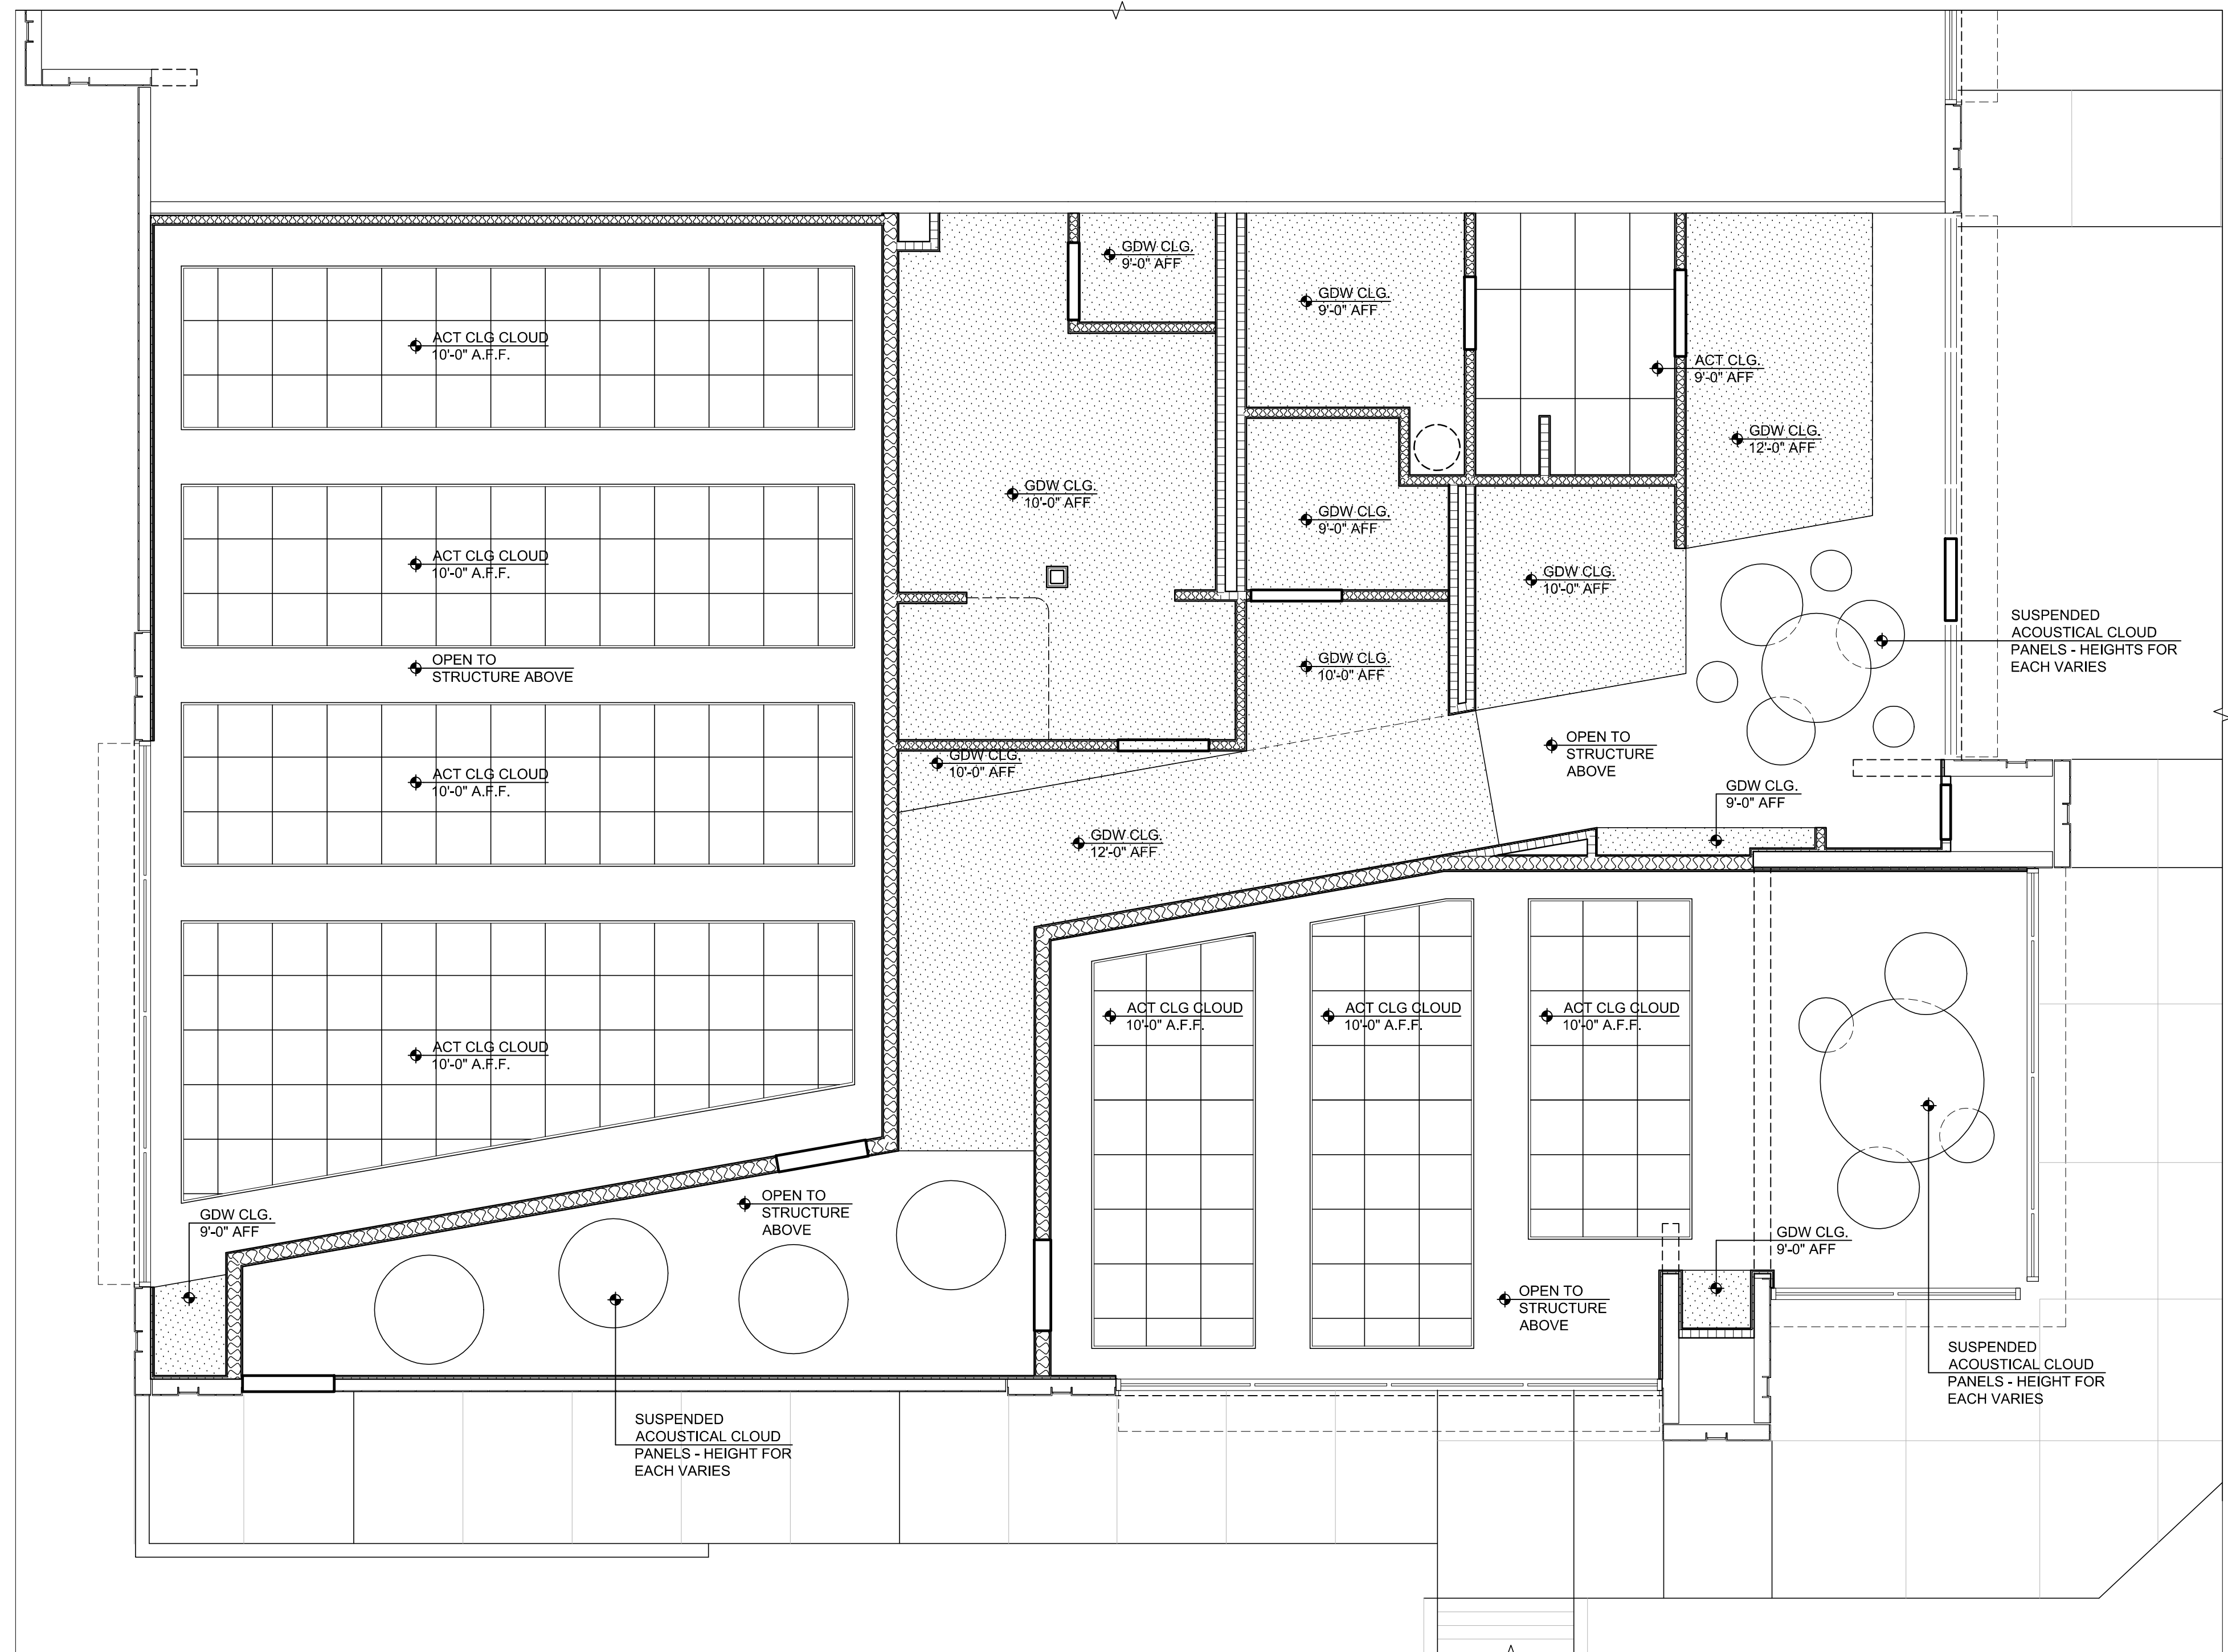 GDW CLG.
9'-0" AFF
GDW CLG.
9'-0" AFF
ACT CLG CLOUD
10'-0" A.F.F.
ACT CLG.
9'-0" AFF
GDW CLG.
12'-0" AFF
GDW CLG.
10'-0" AFF
GDW CLG.
9'-0" AFF
ACT CLG CLOUD
10'-0" A.F.F.
GDW CLG.
10'-0" AFF
SUSPENDED
ACOUSTICAL CLOUD
PANELS - HEIGHTS FOR
EACH VARIES
OPEN TO
STRUCTURE ABOVE
GDW CLG.
10'-0" AFF
OPEN TO
STRUCTURE
ABOVE
GDW CLG.
10'-0" AFF
ACT CLG CLOUD
10'-0" A.F.F.
GDW CLG.
9'-0" AFF
GDW CLG.
12'-0" AFF
ACT CLG CLOUD
10'-0" A.F.F.
ACT CLG CLOUD
10'-0" A.F.F.
ACT CLG CLOUD
10'-0" A.F.F.
ACT CLG CLOUD
10'-0" A.F.F.
OPEN TO
STRUCTURE
ABOVE
GDW CLG.
9'-0" AFF
GDW CLG.
9'-0" AFF
OPEN TO
STRUCTURE
ABOVE
SUSPENDED
ACOUSTICAL CLOUD
PANELS - HEIGHT FOR
EACH VARIES
SUSPENDED
ACOUSTICAL CLOUD
PANELS - HEIGHT FOR
EACH VARIES